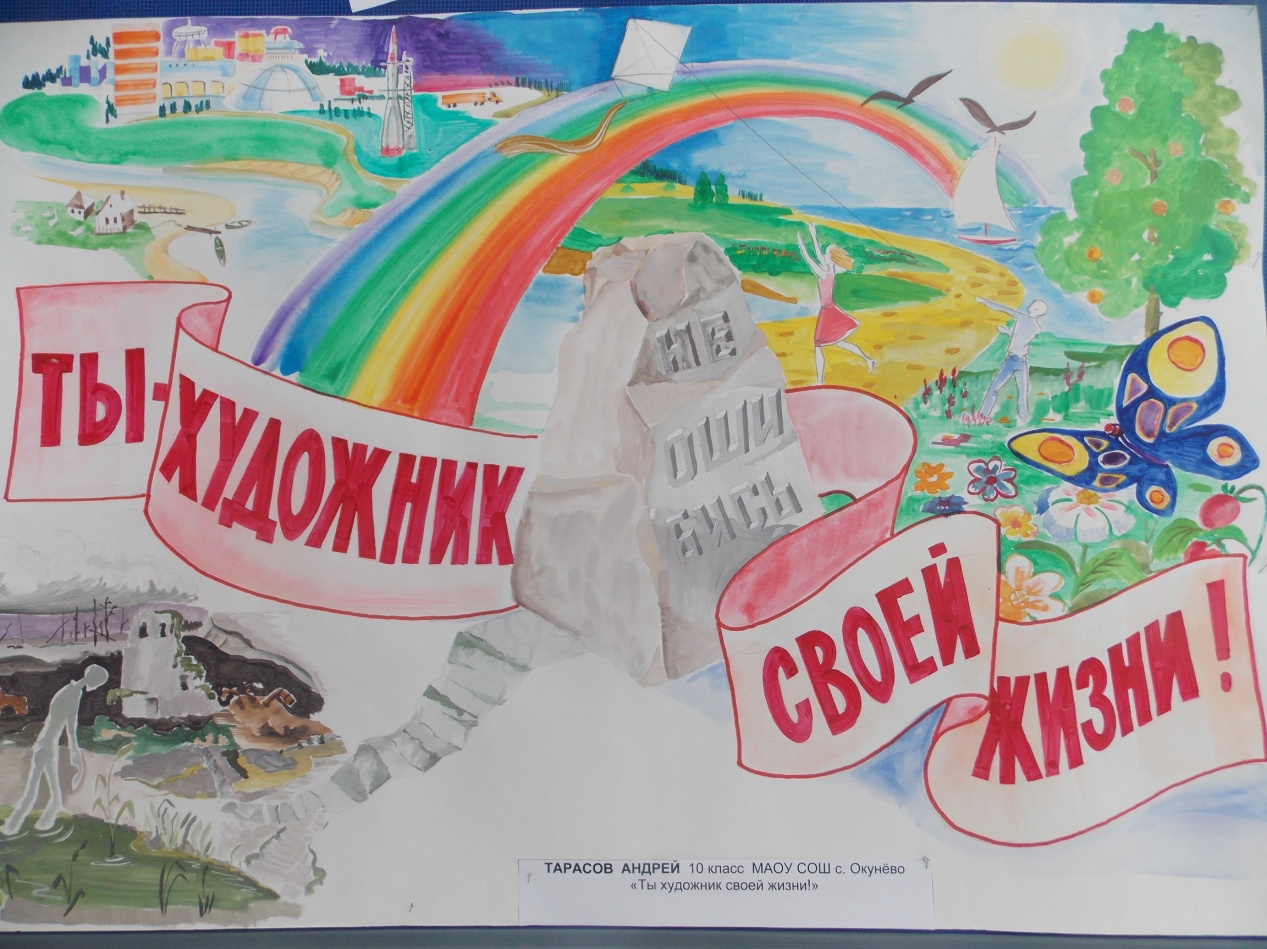 ТЫ-
ХУДОЖНИК
НЕ
ОШИ
БИСЬ
СВОЕЙ
ЖИЗНИ!
ТАРАСОВ АНДРЕЙ 10 класс МАОУ СОШ с. Окунёво
«Ты художник своей жизни!»